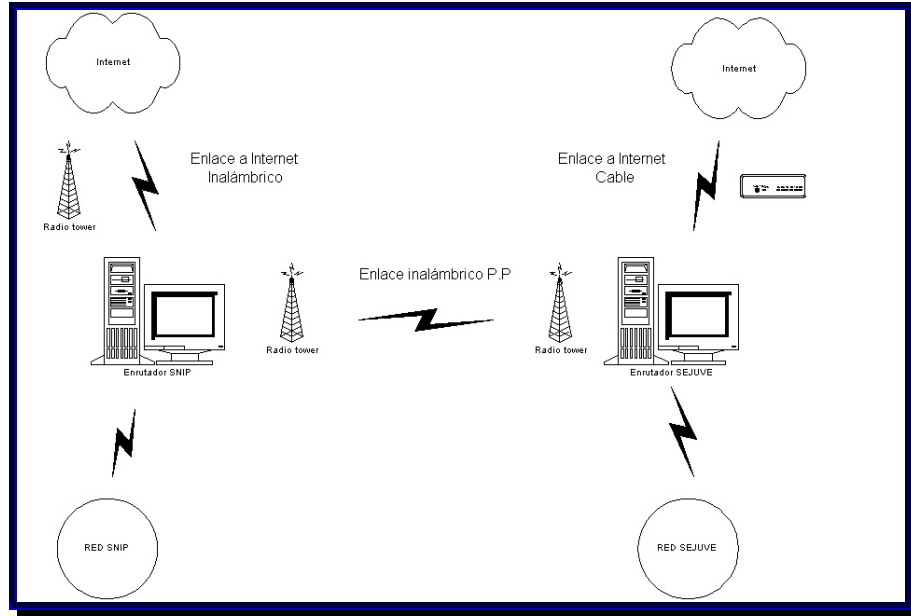 Internet
Internet
Enlace a Internet
Inalámbrico
Enlace a Internet
Cable
Radio tower
Enlace inalámbrico P.P
Radio tower
Radio tower
Enrutador SNIP
Enrutador SEJUVE
RED SNIP
RED SEJUVE